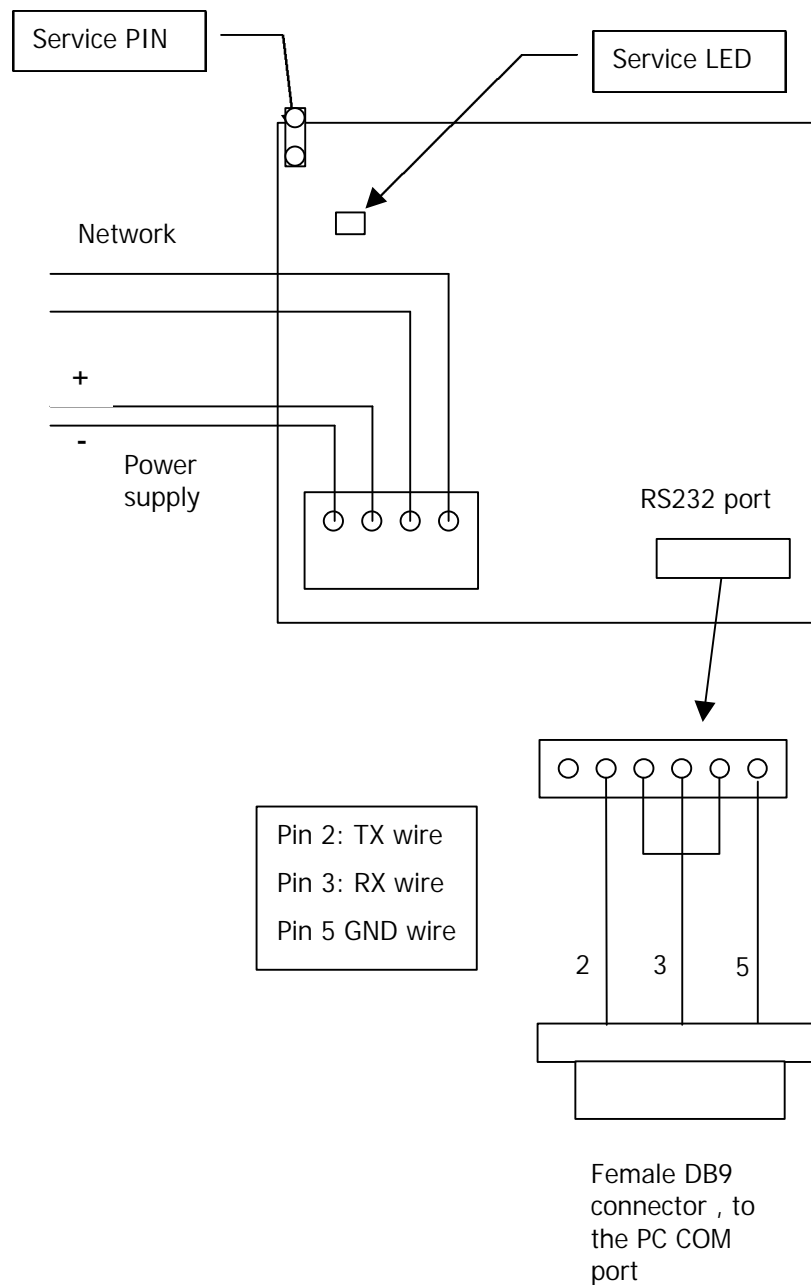 Service PIN
Service LED
Network
+
-
Power
supply
RS232 port
Pin 2: TX wire
Pin 3: RX wire
Pin 5 GND wire
2
3
5
Female DB9
connector , to
the PC COM
port